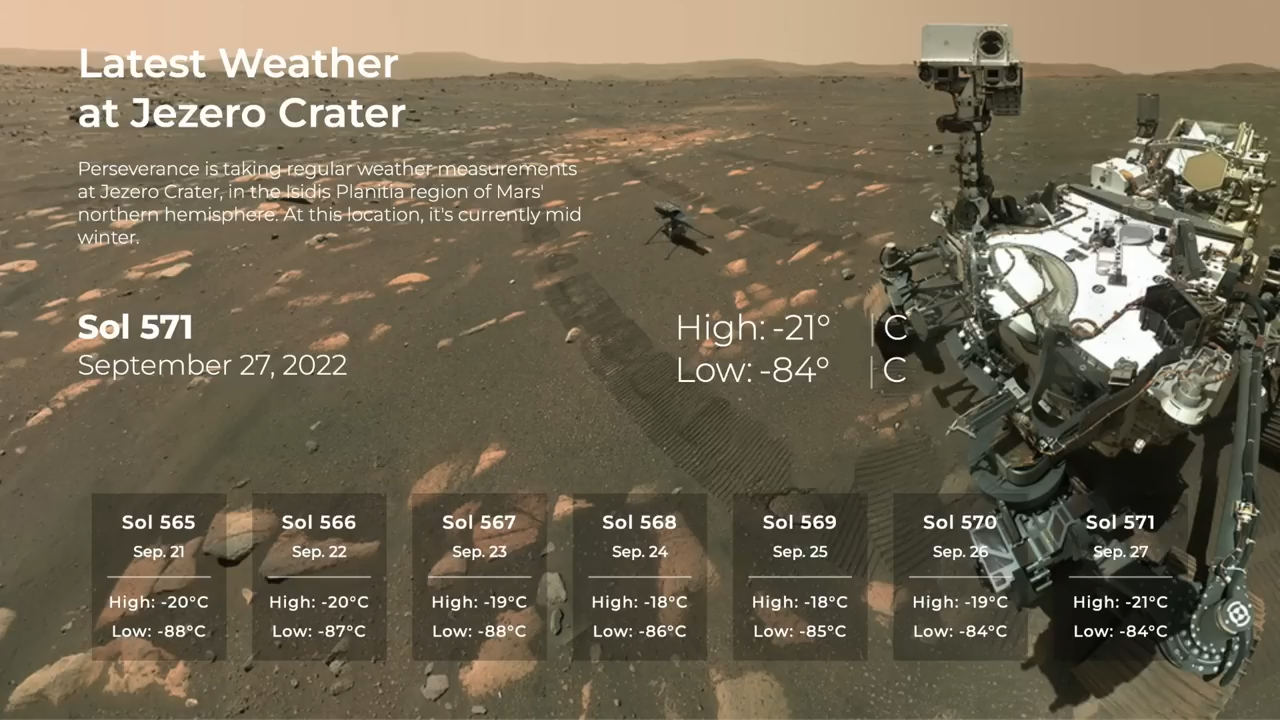 Latest Weather
at Jezero Crater
Perseverance is taking regular weather measurements
at Jezero Crater, in the Isidis Planitia region of Mars'
northern hemisphere. At this location, it's currently mid
winter.
Sol 571
September 27, 2022
High: -21° | C
Low: -84° | C
Sol 565
Sep. 21
High: -20°C
Low: -88°C
Sol 566
Sep. 22
High: -20°C
Low: -87°C
Sol 567
Sep. 23
High: -19°C
Low: -88°C
Sol 568
Sep. 24
High: -18°C
Low: -86°C
Sol 569
Sep. 25
High: -18°C
Low: -85°C
Sol 570
Sep. 26
High: -19°C
Low: -84°C
Sol 571
Sep. 27
High: -21°C
Low: -84°C